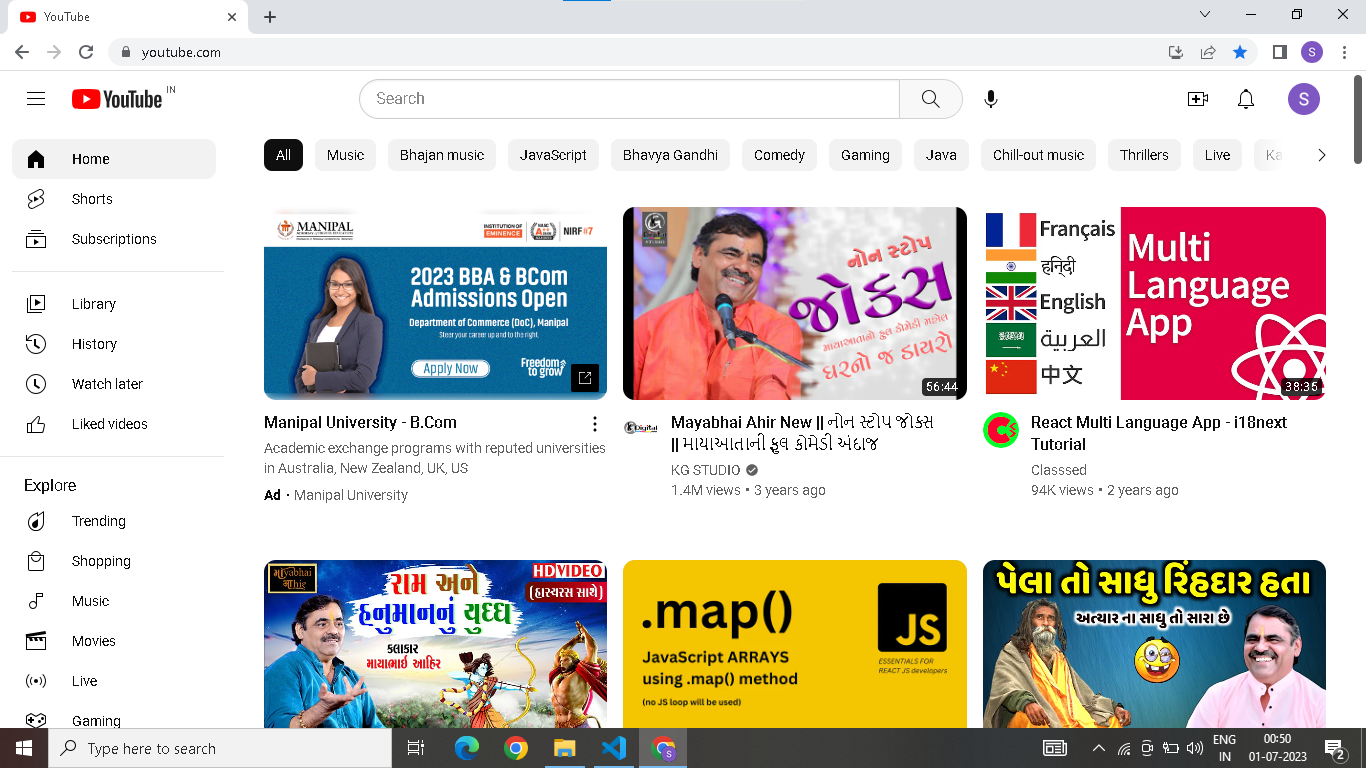 YouTube
youtube.com
S
YouTube IN
Search
S
Home
Shorts
Subscriptions
Library
History
Watch later
Liked videos
Explore
Trending
Shopping
Music
Movies
Live
Gaming
All Music Bhajan music JavaScript Bhavya Gandhi Comedy Gaming Java Chill-out music Thrillers Live Ka
MANIPAL
INSTITUTION OF EMINENCE
NIRF#7
2023 BBA & BCom
Admissions Open
Department of Commerce (DoC), Manipal
Steer your career up and to the right.
Apply Now
Freedom to grow
Manipal University - B.Com
Academic exchange programs with reputed universities
in Australia, New Zealand, UK, US
Ad · Manipal University
STUDIO
નોન સ્ટોપ
જોક્સ
માયાઆતાનો ફુલ કોમેડી
ઘરનો જ ડાયરો
56:44
KG Digital
Mayabhai Ahir New || નોન સ્ટોપ જોક્સ
|| માયાઆતાની ફુલ કોમેડી અંદાજ
KG STUDIO
1.4M views • 3 years ago
Français
हिन्दी
English
العربية
中文
Multi
Language
App
38:35
React Multi Language App - i18next
Tutorial
Classsed
94K views • 2 years ago
HDVIDEO
રામ અને
(હાસ્યરસ સાથે)
હનુમાનનું યુદ્ધ
કલાકાર
માયાભાઈ આહિર
.map()
JavaScript ARRAYS
using .map() method
(no JS loop will be used)
JS
ESSENTIALS FOR
REACT JS developers
પેલા તો સાધુ રિંહદાર હતા
અત્યાર ના સાધુ તો સારા છે
Type here to search
S
ENG
IN
00:50
01-07-2023
2